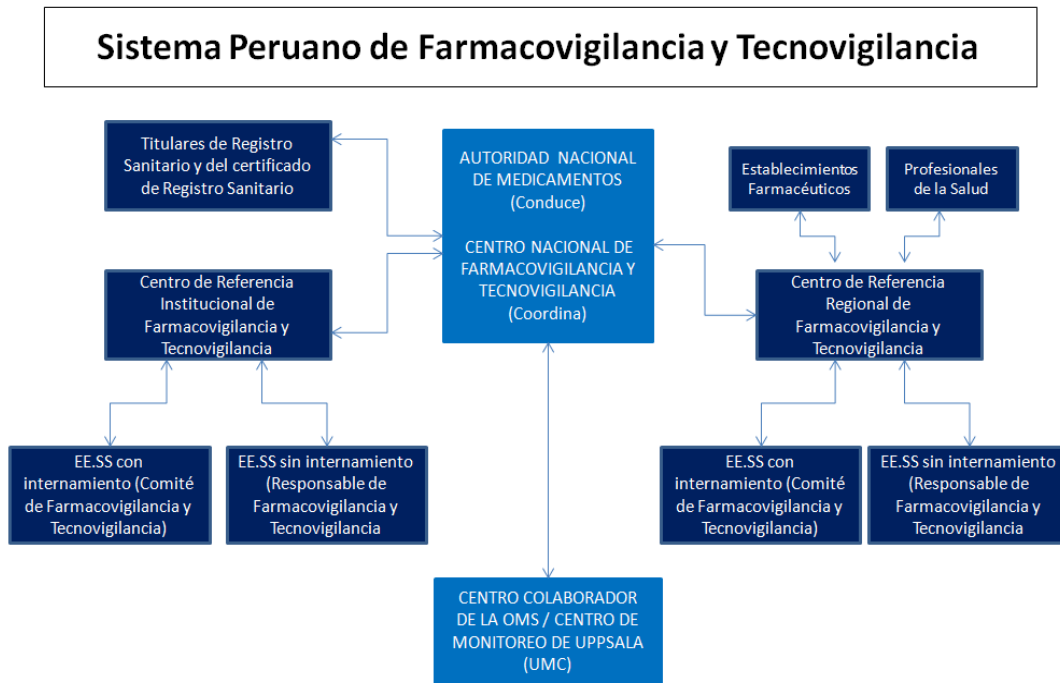 Sistema Peruano de Farmacovigilancia y Tecnovigilancia
Titulares de Registro
Sanitario y del certificado
de Registro Sanitario
AUTORIDAD NACIONAL
DE MEDICAMENTOS
(Conduce)
CENTRO NACIONAL DE
FARMACOVIGILANCIA Y
TECNOVIGILANCIA
(Coordina)
Establecimientos
Farmacéuticos
Profesionales
de la Salud
Centro de Referencia
Institucional de
Farmacovigilancia y
Tecnovigilancia
Centro de Referencia
Regional de
Farmacovigilancia y
Tecnovigilancia
EE.SS con
internamiento (Comité
de Farmacovigilancia y
Tecnovigilancia)
EE.SS sin internamiento
(Responsable de
Farmacovigilancia y
Tecnovigilancia
EE.SS con
internamiento (Comité
de Farmacovigilancia y
Tecnovigilancia)
EE.SS sin internamiento
(Responsable de
Farmacovigilancia y
Tecnovigilancia
CENTRO COLABORADOR
DE LA OMS / CENTRO DE
MONITOREO DE UPPSALA
(UMC)